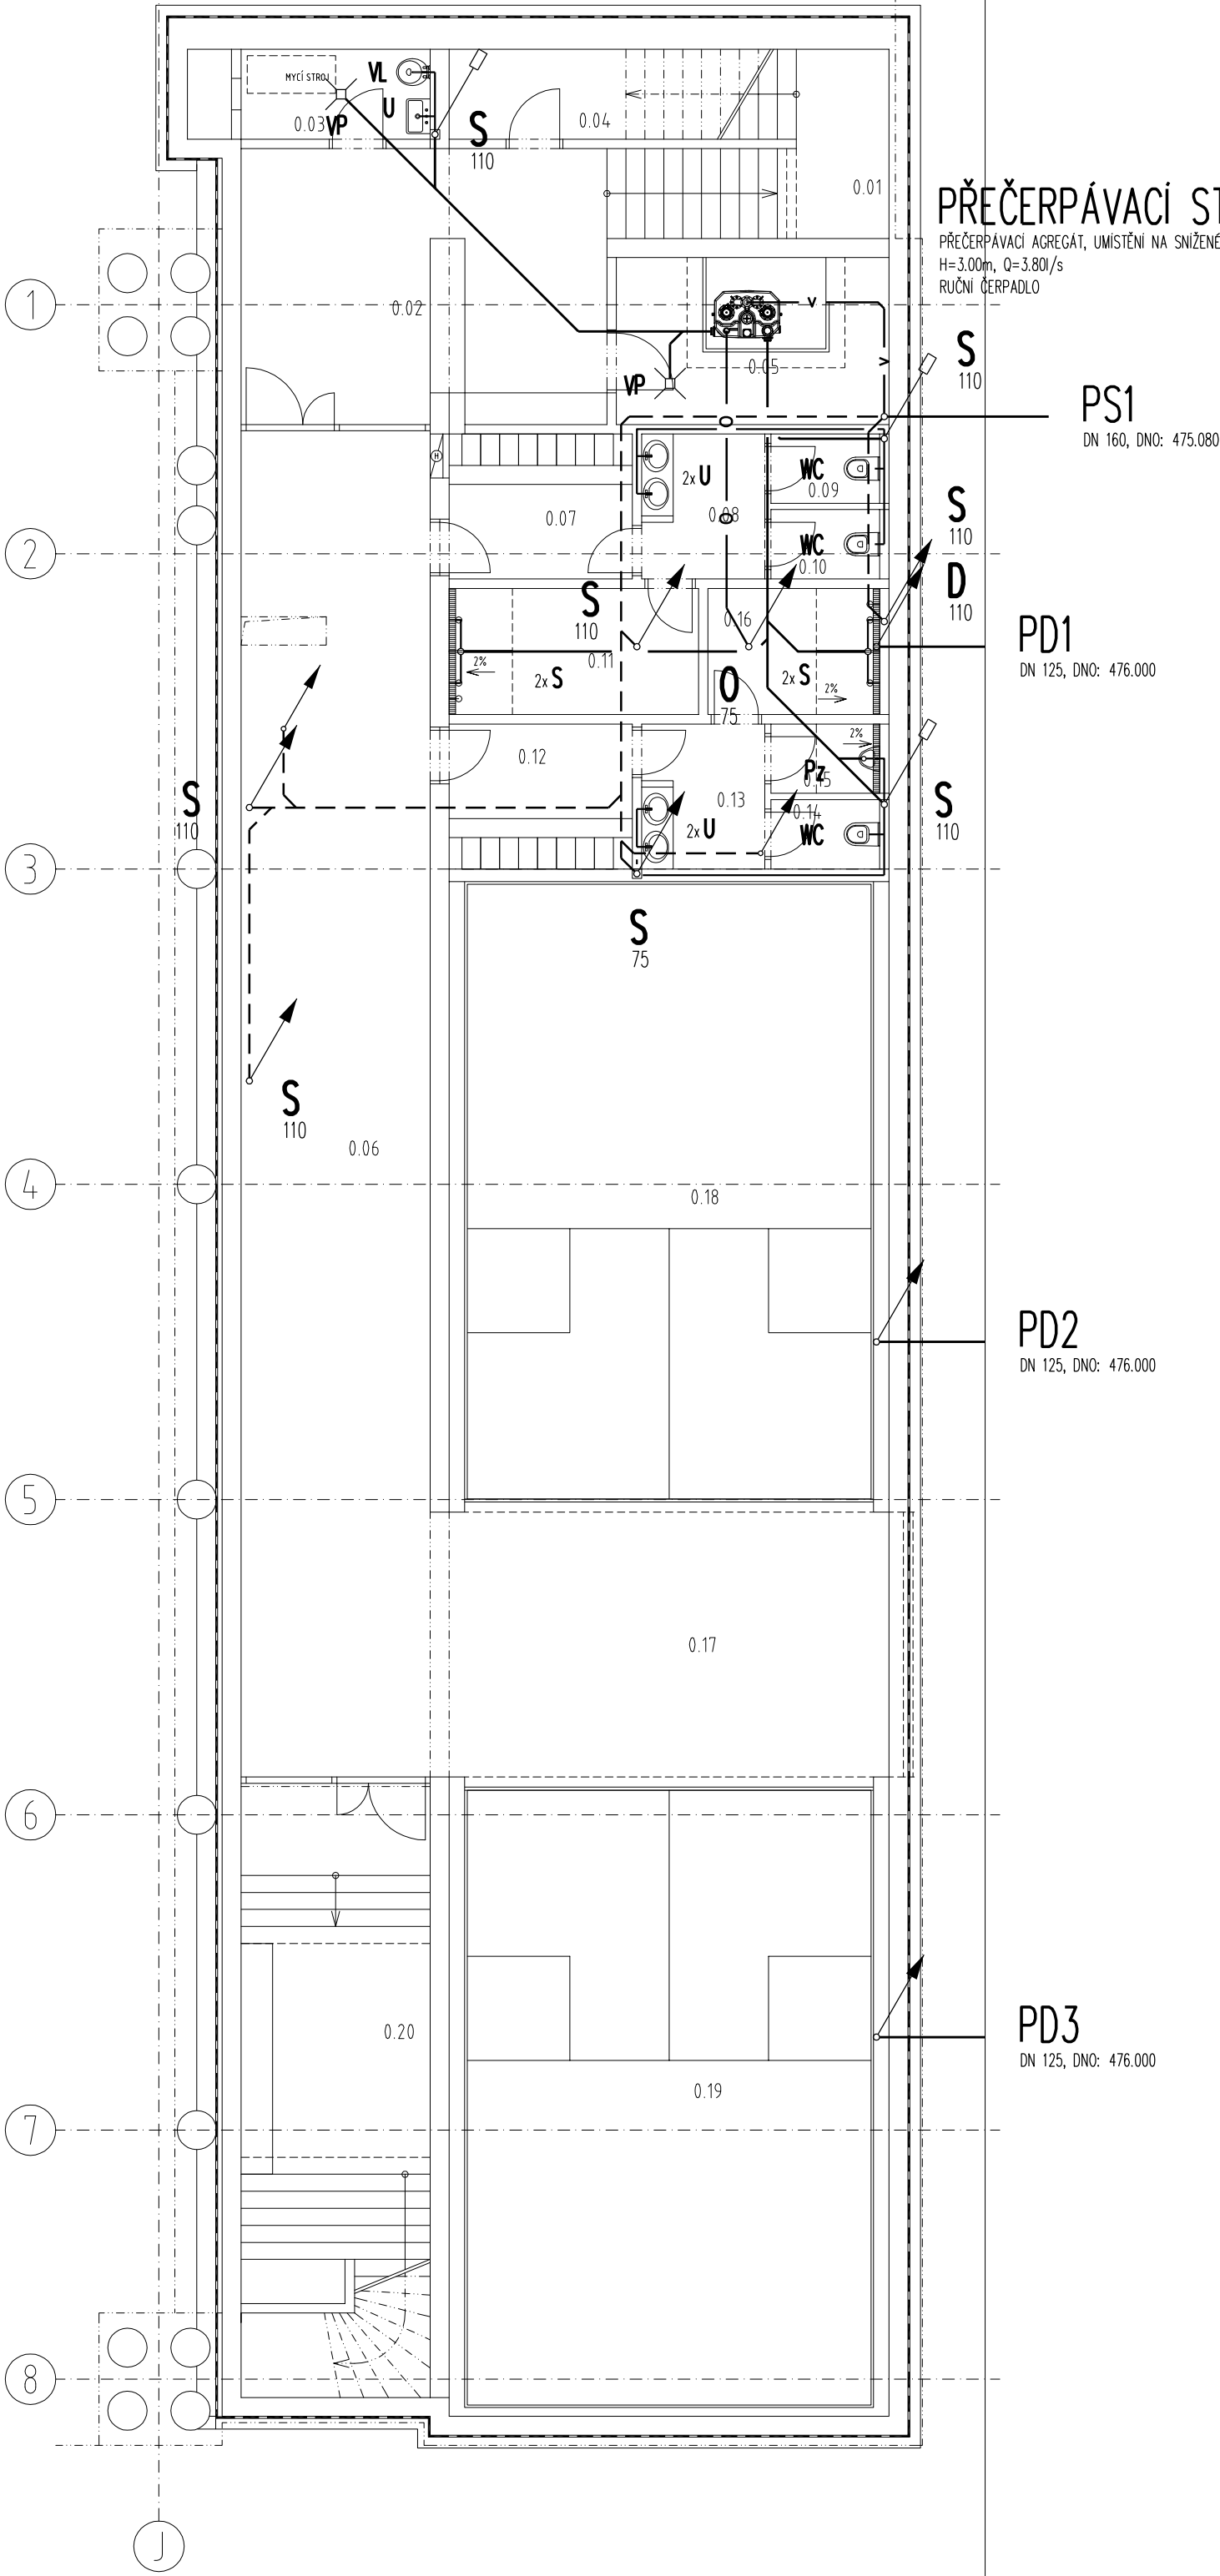 MYCÍ STROJ
VL
U
0.03
VP
0.04
S
110
0.01
PŘEČERPÁVACÍ ST
PŘEČERPÁVACÍ AGREGÁT, UMÍSTĚNÍ NA SNÍŽENÉ
H=3.00m, Q=3.80l/s
RUČNÍ ČERPADLO
1
0.02
V
V
0.05
VP
S
110
PS1
DN 160, DNO: 475.080
H
O
2x U
WC
0.09
0.07
0.08
O
S
110
2
WC
0.10
D
110
S
110
0.16
0.11
PD1
DN 125, DNO: 476.000
2%
2x S
O
75
2x S
2%
0.12
2%
Pz
0.15
S
110
0.13
0.14
2x U
WC
S
110
3
S
75
S
110
0.06
4
0.18
PD2
DN 125, DNO: 476.000
5
0.17
6
0.20
PD3
DN 125, DNO: 476.000
0.19
7
8
J